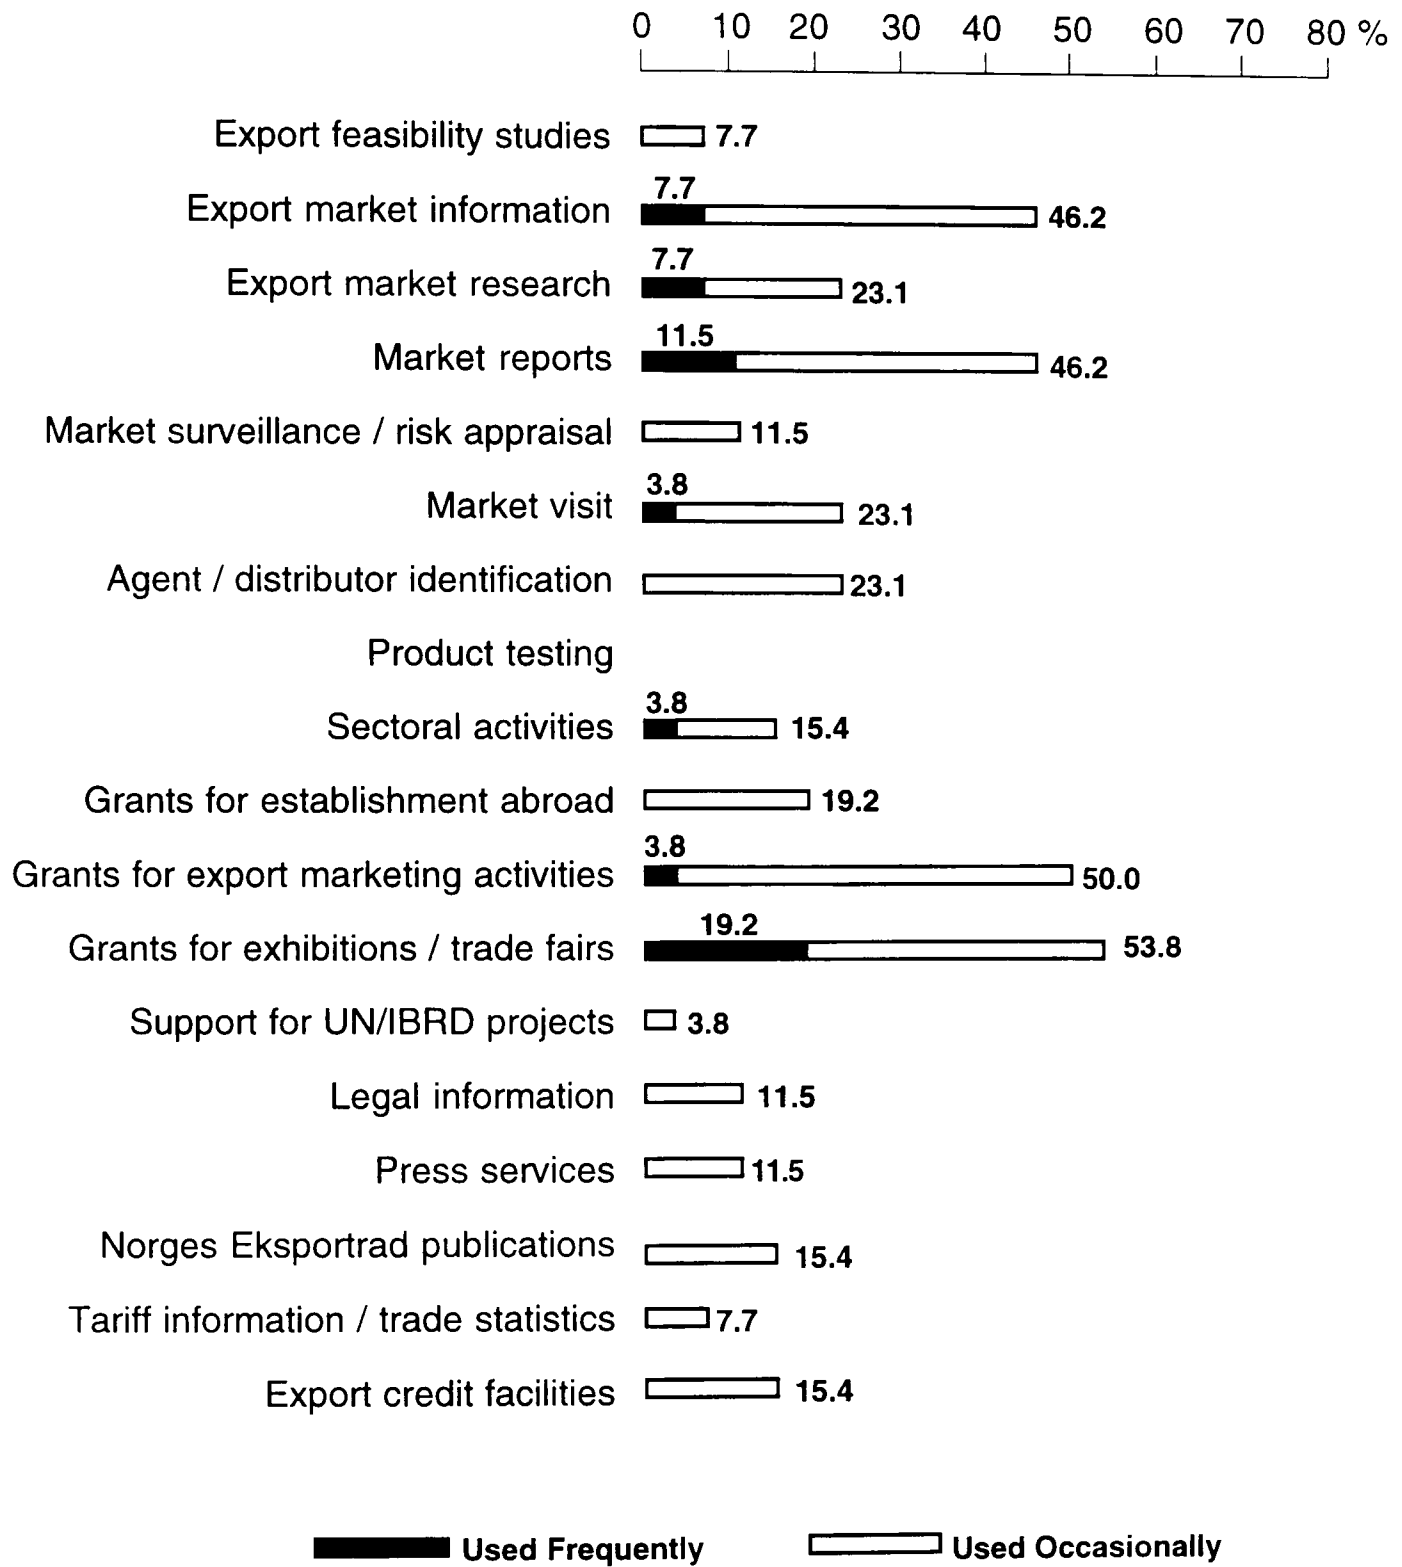 0 10 20 30 40 50 60 70 80 %
Export feasibility studies 7.7
7.7
Export market information 46.2
7.7
Export market research 23.1
11.5
Market reports 46.2
Market surveillance / risk appraisal 11.5
3.8
Market visit 23.1
Agent / distributor identification 23.1
Product testing
3.8
Sectoral activities 15.4
Grants for establishment abroad 19.2
3.8
Grants for export marketing activities 50.0
19.2
Grants for exhibitions / trade fairs 53.8
Support for UN/IBRD projects 3.8
Legal information 11.5
Press services 11.5
Norges Eksportrad publications 15.4
Tariff information / trade statistics 7.7
Export credit facilities 15.4
Used Frequently Used Occasionally